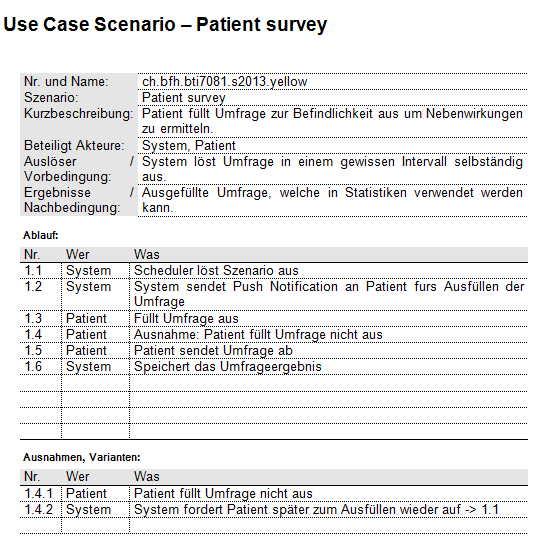 Use Case Scenario – Patient survey
Nr. und Name: ch.bfh.bti7081.s2013.yellow
Szenario: Patient survey
Kurzbeschreibung: Patient füllt Umfrage zur Befindlichkeit aus um Nebenwirkungen
zu ermitteln.
Beteiligt Akteure: System, Patient
Auslöser / System löst Umfrage in einem gewissen Intervall selbständig
Vorbedingung: aus.
Ergebnisse / Ausgefüllte Umfrage, welche in Statistiken verwendet werden
Nachbedingung: kann.
Ablauf:
Nr. Wer Was
1.1 System Scheduler löst Szenario aus
1.2 System System sendet Push Notification an Patient furs Ausfüllen der
Umfrage
1.3 Patient Füllt Umfrage aus
1.4 Patient Ausnahme: Patient füllt Umfrage nicht aus
1.5 Patient Patient sendet Umfrage ab
1.6 System Speichert das Umfrageergebnis
Ausnahmen, Varianten:
Nr. Wer Was
1.4.1 Patient Patient füllt Umfrage nicht aus
1.4.2 System System fordert Patient später zum Ausfüllen wieder auf -> 1.1